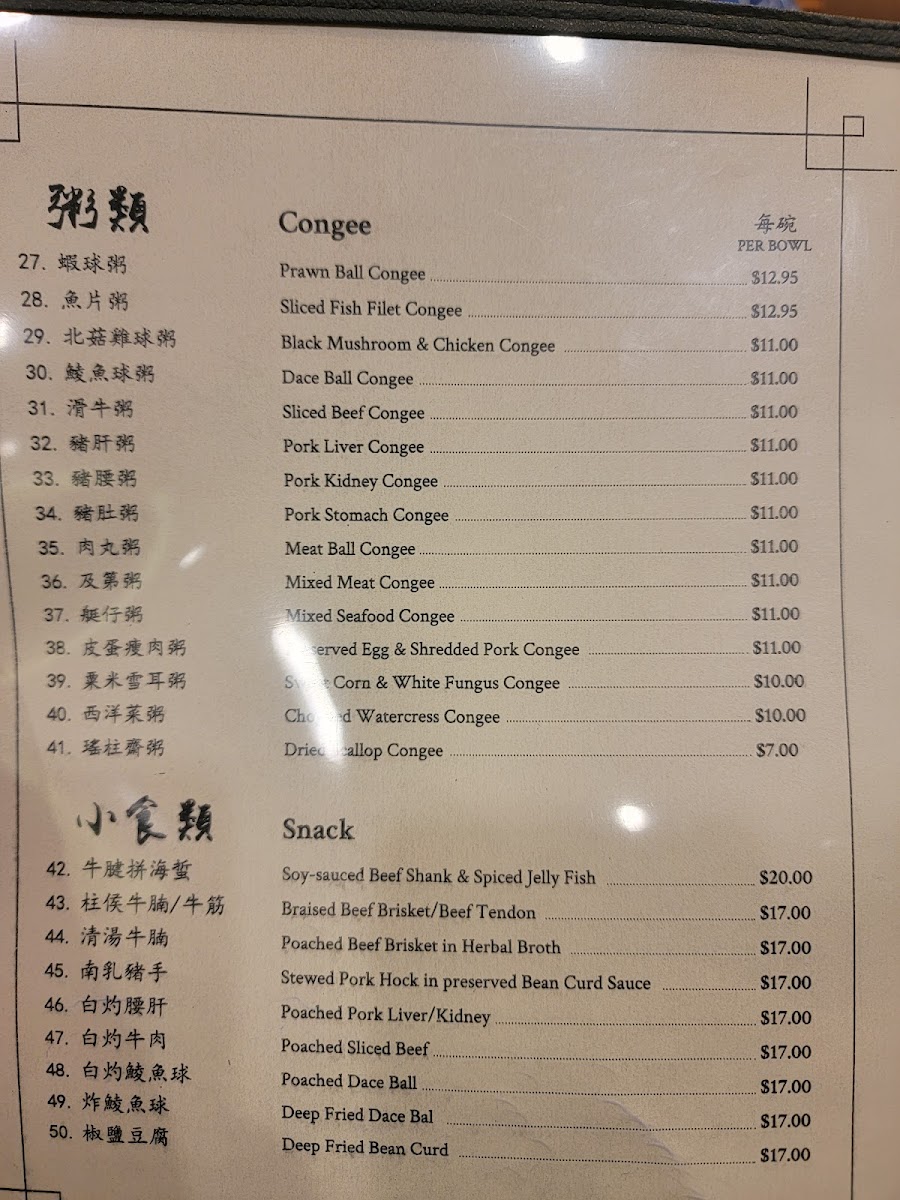 粥類 Congee 每碗
PER BOWL
27. 蝦球粥 Prawn Ball Congee $12.95
28. 魚片粥 Sliced Fish Filet Congee $12.95
29. 北菇雞球粥 Black Mushroom & Chicken Congee $11.00
30. 鯪魚球粥 Dace Ball Congee $11.00
31. 滑牛粥 Sliced Beef Congee $11.00
32. 豬肝粥 Pork Liver Congee $11.00
33. 豬腰粥 Pork Kidney Congee $11.00
34. 豬肚粥 Pork Stomach Congee $11.00
35. 肉丸粥 Meat Ball Congee $11.00
36. 及第粥 Mixed Meat Congee $11.00
37. 艇仔粥 Mixed Seafood Congee $11.00
38. 皮蛋瘦肉粥 Egg & Shredded Pork Congee $11.00
39. 粟米雪耳粥 Corn & White Fungus Congee $10.00
40. 西洋菜粥 Watercress Congee $10.00
41. 瑤柱齋粥 Dried Scallop Congee $7.00
小食類 Snack
42. 牛腱拼海蜇 Soy-sauced Beef Shank & Spiced Jelly Fish $20.00
43. 柱侯牛腩/牛筋 Braised Beef Brisket/Beef Tendon $17.00
44. 清湯牛腩 Poached Beef Brisket in Herbal Broth $17.00
45. 南乳豬手 Stewed Pork Hock in preserved Bean Curd Sauce $17.00
46. 白灼腰肝 Poached Pork Liver/Kidney $17.00
47. 白灼牛肉 Poached Sliced Beef $17.00
48. 白灼鯪魚球 Poached Dace Ball $17.00
49. 炸鯪魚球 Deep Fried Dace Bal $17.00
50. 椒鹽豆腐 Deep Fried Bean Curd $17.00